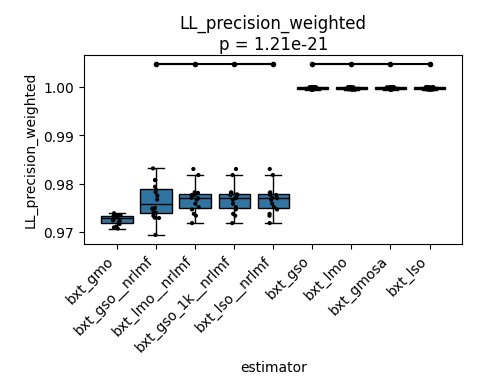 LL_precision_weighted
p = 1.21e-21
LL_precision_weighted
1.00
0.99
0.98
0.97
bxt_gmo
bxt_gso__nrlmf
bxt_lmo__nrlmf
bxt_gso_1k__nrlmf
bxt_lso__nrlmf
bxt_gso
bxt_lmo
bxt_gmosa
bxt_lso
estimator